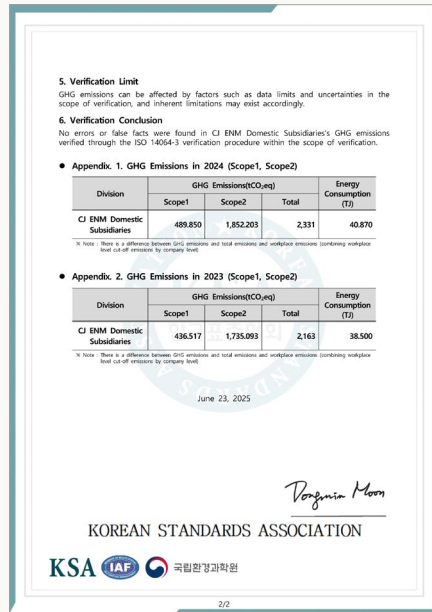 5. Verification Limit
GHG emissions can be affected by factors such as data limits and uncertainties in the
scope of verification, and inherent limitations may exist accordingly.
6. Verification Conclusion
No errors or false facts were found in CJ ENM Domestic Subsidiaries's GHG emissions
verified through the ISO 14064-3 verification procedure within the scope of verification.
● Appendix. 1. GHG Emissions in 2024 (Scope1, Scope2)
Division GHG Emissions(tCO₂eq) Energy Consumption (TJ)
Scope1 Scope2 Total
CJ ENM Domestic Subsidiaries 489.850 1,852.203 2,331 40.870
※ Note : There is a difference between GHG emissions and total emissions and workplace emissions (combining workplace
level cut-off emissions by company level)
● Appendix. 2. GHG Emissions in 2023 (Scope1, Scope2)
Division GHG Emissions(tCO₂eq) Energy Consumption (TJ)
Scope1 Scope2 Total
CJ ENM Domestic Subsidiaries 436.517 1,735.093 2,163 38.500
※ Note : There is a difference between GHG emissions and total emissions and workplace emissions (combining workplace
level cut-off emissions by company level)
June 23, 2025
Dongmin Moon
KOREAN STANDARDS ASSOCIATION
KSA IAF 국립환경과학원
2/2